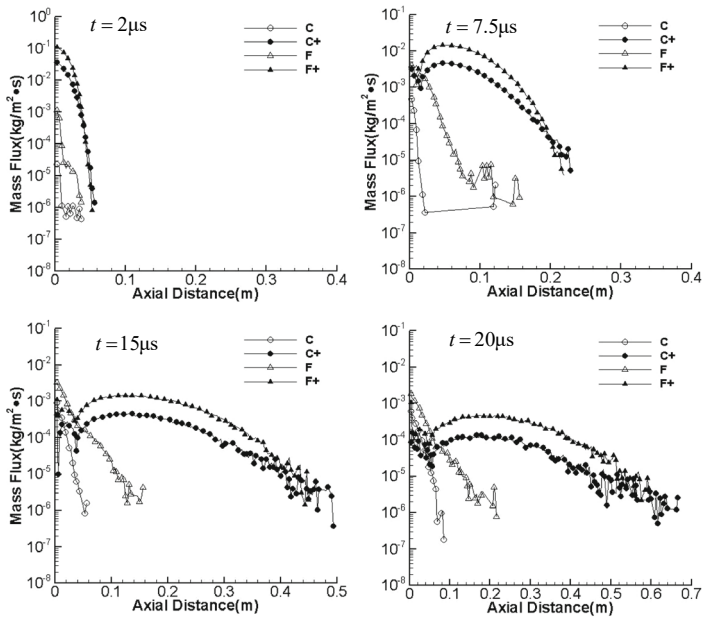 t = 2μs
C
C+
F
F+
Mass Flux(kg/m²•s)
10¹
10⁰
10⁻¹
10⁻²
10⁻³
10⁻⁴
10⁻⁵
10⁻⁶
10⁻⁷
10⁻⁸
0 0.1 0.2 0.3 0.4
Axial Distance(m)
t = 7.5μs
C
C+
F
F+
Mass Flux(kg/m²•s)
10⁻¹
10⁻²
10⁻³
10⁻⁴
10⁻⁵
10⁻⁶
10⁻⁷
10⁻⁸
0 0.1 0.2 0.3 0.4
Axial Distance(m)
t = 15μs
C
C+
F
F+
Mass Flux(kg/m²•s)
10⁻¹
10⁻²
10⁻³
10⁻⁴
10⁻⁵
10⁻⁶
10⁻⁷
10⁻⁸
0 0.1 0.2 0.3 0.4 0.5
Axial Distance(m)
t = 20μs
C
C+
F
F+
Mass Flux(kg/m²•s)
10⁻¹
10⁻²
10⁻³
10⁻⁴
10⁻⁵
10⁻⁶
10⁻⁷
10⁻⁸
0 0.1 0.2 0.3 0.4 0.5 0.6 0.7
Axial Distance(m)